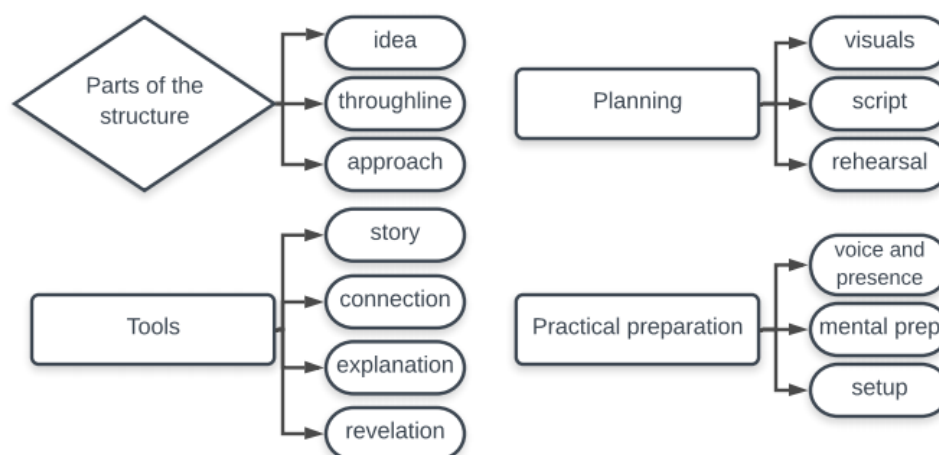 Parts of the
structure
idea
throughline
approach
Planning
visuals
script
rehearsal
Tools
story
connection
explanation
revelation
Practical preparation
voice and
presence
mental prep
setup